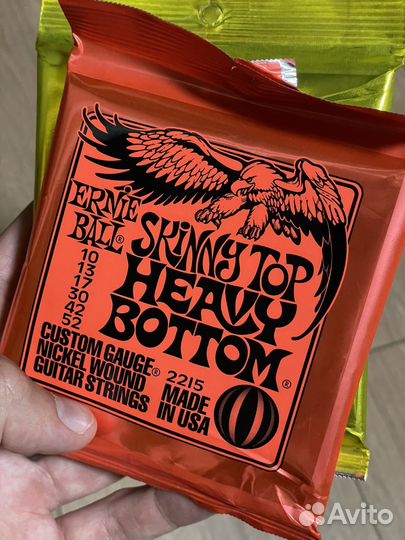 ERNIE
BALL®
SKINNY TOP
HEAVY
BOTTOM®
10
13
17
30
42
52
CUSTOM GAUGE®
NICKEL WOUND
GUITAR STRINGS
2215
MADE
IN USA
Avito